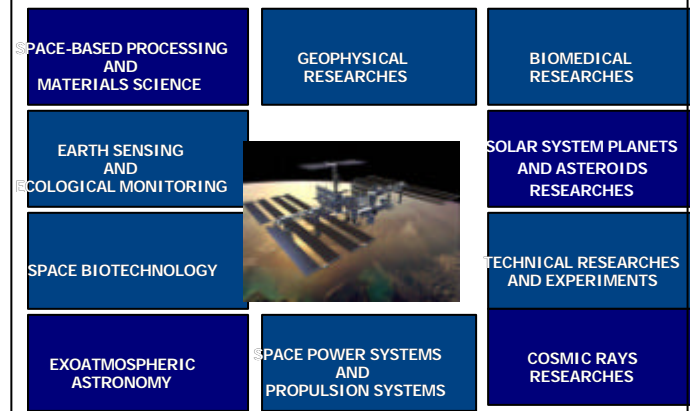 SPACE-BASED PROCESSING
AND
MATERIALS SCIENCE
GEOPHYSICAL
RESEARCHES
BIOMEDICAL
RESEARCHES
EARTH SENSING
AND
ECOLOGICAL MONITORING
SOLAR SYSTEM PLANETS
AND ASTEROIDS
RESEARCHES
SPACE BIOTECHNOLOGY
TECHNICAL RESEARCHES
AND EXPERIMENTS
EXOATMOSPHERIC
ASTRONOMY
SPACE POWER SYSTEMS
AND
PROPULSION SYSTEMS
COSMIC RAYS
RESEARCHES